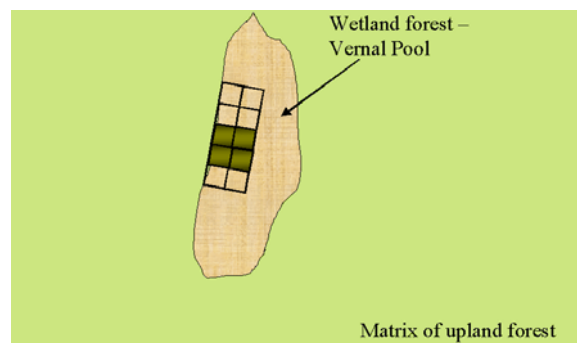 Wetland forest –
Vernal Pool
Matrix of upland forest